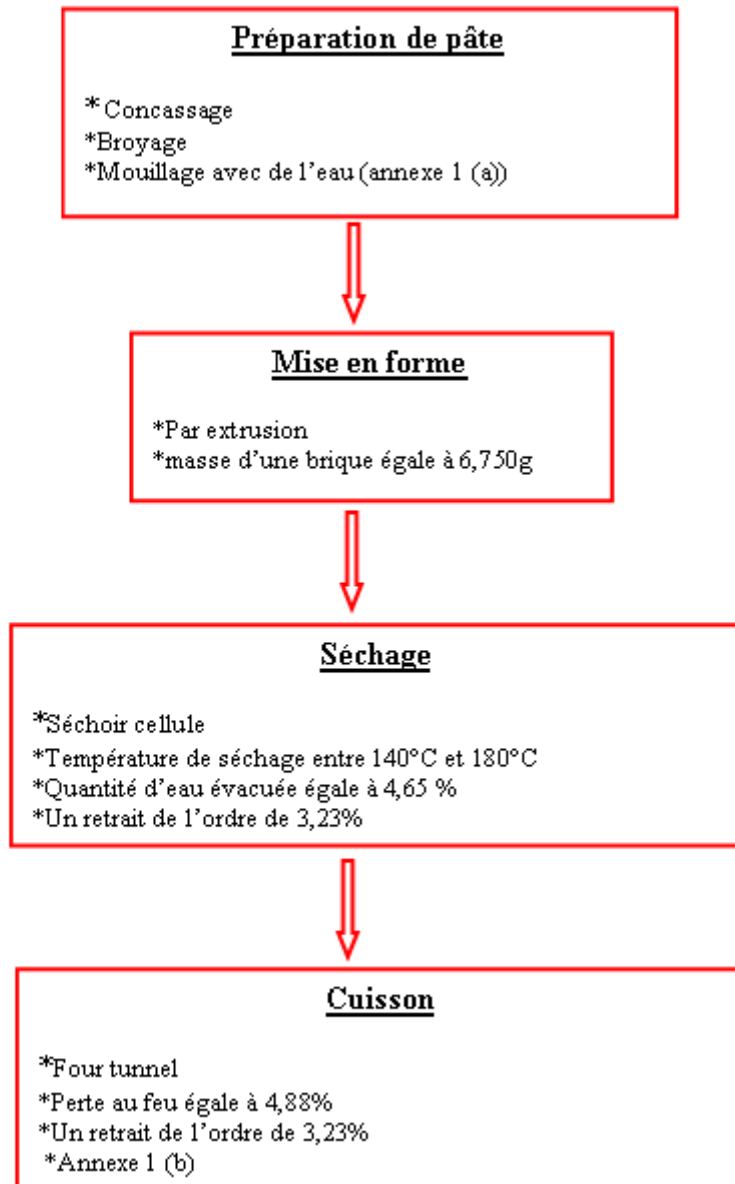 Préparation de pâte
*Concassage
*Broyage
*Mouillage avec de l'eau (annexe 1 (a))
Mise en forme
*Par extrusion
*masse d'une brique égale à 6,750g
Séchage
*Séchoir cellule
*Température de séchage entre 140°C et 180°C
*Quantité d'eau évacuée égale à 4,65 %
*Un retrait de l'ordre de 3,23%
Cuisson
*Four tunnel
*Perte au feu égale à 4,88%
*Un retrait de l'ordre de 3,23%
*Annexe 1 (b)